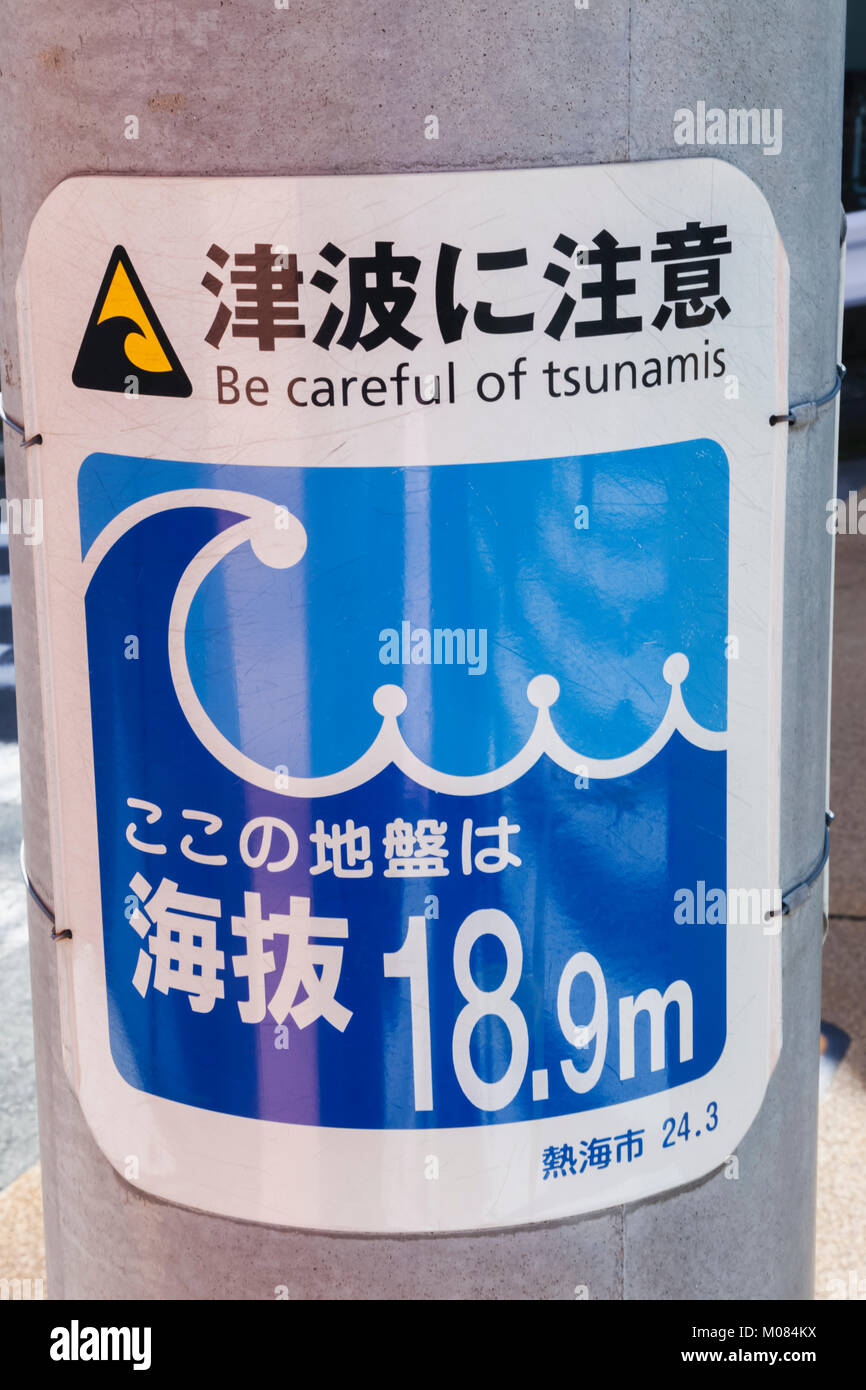 津波に注意
Be careful of tsunamis
ここの地盤は
海抜 18.9m
熱海市 24.3
alamy
Image ID: M084KX
www.alamy.com